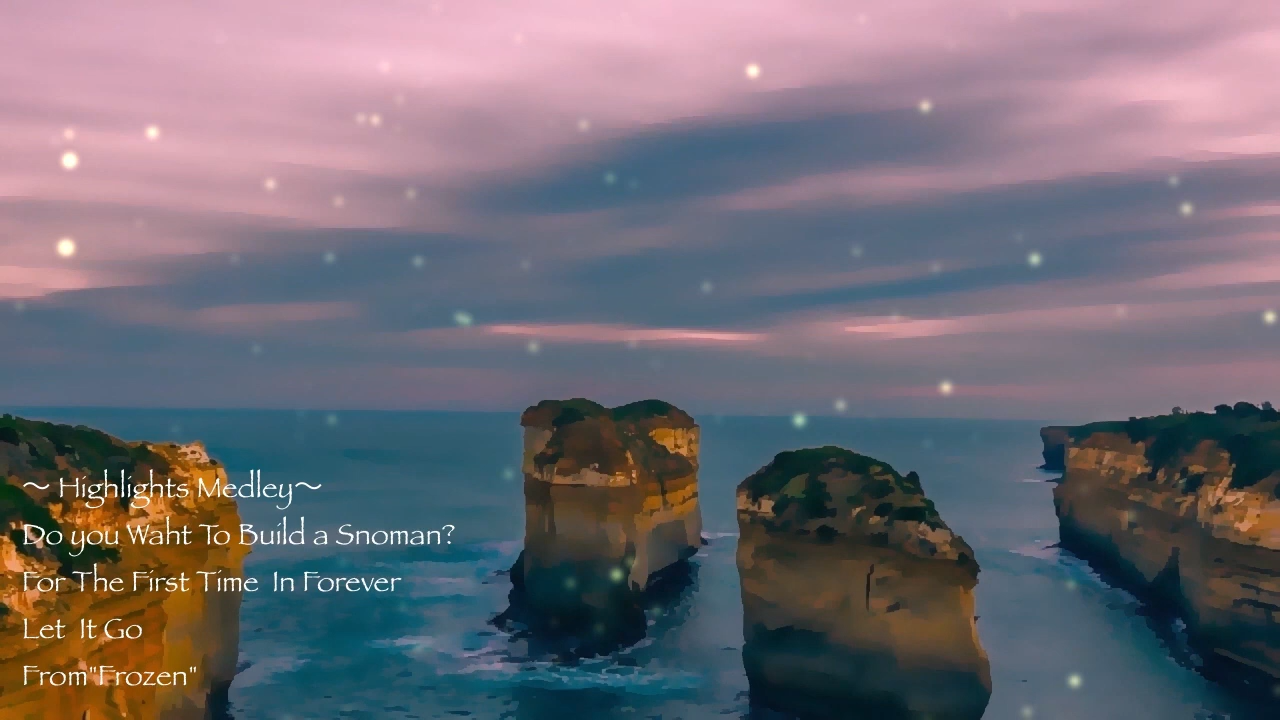 ～ Highlights Medley～
Do you Waht To Build a Snoman?
For The First Time In Forever
Let It Go
From"Frozen"